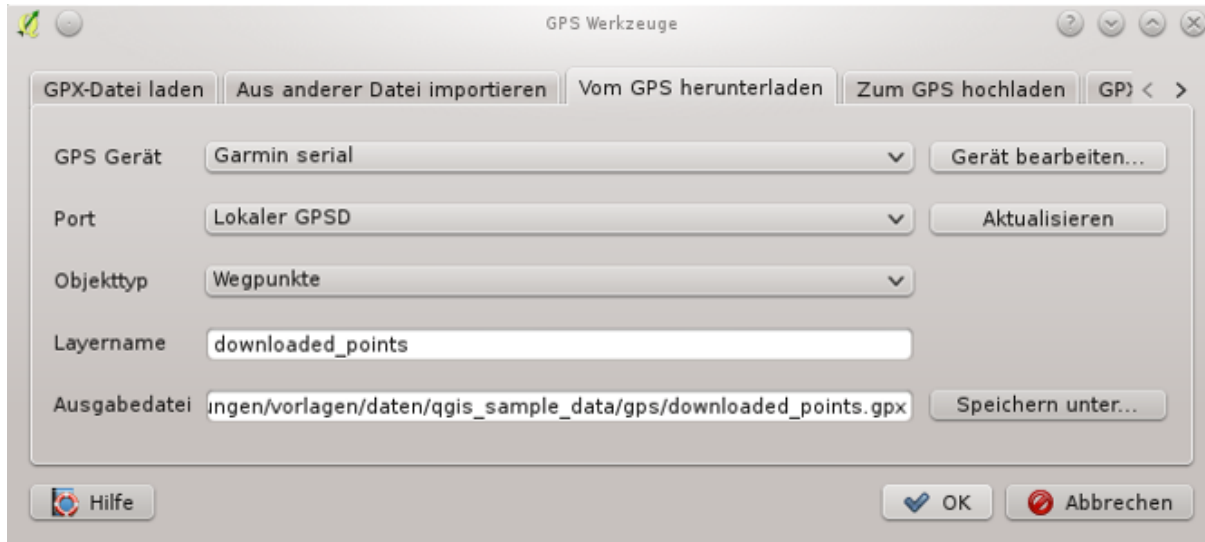 GPS Werkzeuge
GPX-Datei laden Aus anderer Datei importieren Vom GPS herunterladen Zum GPS hochladen GPX
GPS Gerät Garmin serial Gerät bearbeiten...
Port Lokaler GPSD Aktualisieren
Objekttyp Wegpunkte
Layername downloaded_points
Ausgabedatei ungen/vorlagen/daten/qgis_sample_data/gps/downloaded_points.gpx Speichern unter...
Hilfe OK Abbrechen